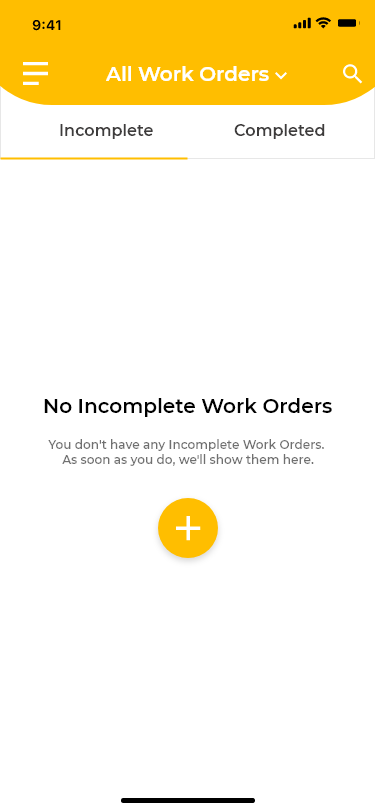 9:41
All Work Orders
Incomplete
Completed
No Incomplete Work Orders
You don't have any Incomplete Work Orders.
As soon as you do, we'll show them here.